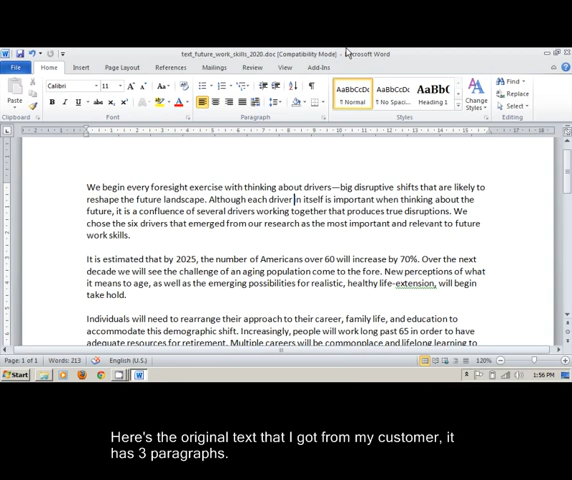 text_future_work_skills_2020.doc [Compatibility Mode] - Microsoft Word
File Home Insert Page Layout References Mailings Review View Add-Ins
Calibri 11 Find
Replace
Select
Paste AaBbCcDc AaBbCcDc AaBbC Change Styles
¶ Normal ¶ No Spaci... Heading 1
Clipboard Font Paragraph Styles Editing
We begin every foresight exercise with thinking about drivers—big disruptive shifts that are likely to
reshape the future landscape. Although each driver in itself is important when thinking about the
future, it is a confluence of several drivers working together that produces true disruptions. We
chose the six drivers that emerged from our research as the most important and relevant to future
work skills.
It is estimated that by 2025, the number of Americans over 60 will increase by 70%. Over the next
decade we will see the challenge of an aging population come to the fore. New perceptions of what
it means to age, as well as the emerging possibilities for realistic, healthy life-extension, will begin
take hold.
Individuals will need to rearrange their approach to their career, family life, and education to
accommodate this demographic shift. Increasingly, people will work long past 65 in order to have
adequate resources for retirement. Multiple careers will be commonplace and lifelong learning to
Page: 1 of 1 Words: 213 English (U.S.) 120%
Start 1:56 PM
Here's the original text that I got from my customer, it
has 3 paragraphs.